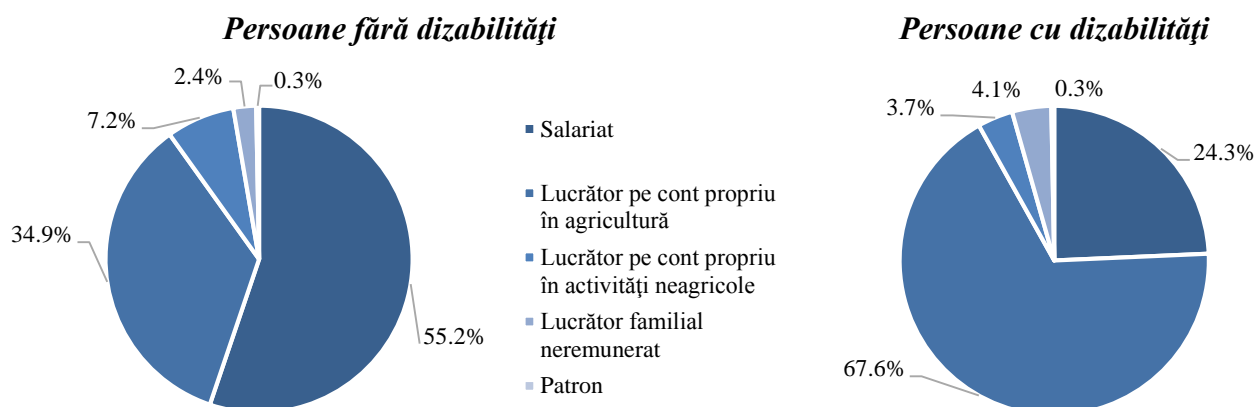 Persoane fără dizabilităţi
2.4%
0.3%
7.2%
34.9%
55.2%
Salariat
Lucrător pe cont propriu
în agricultură
Lucrător pe cont propriu
în activităţi neagricole
Lucrător familial
neremunerat
Patron
Persoane cu dizabilităţi
3.7%
4.1%
0.3%
24.3%
67.6%